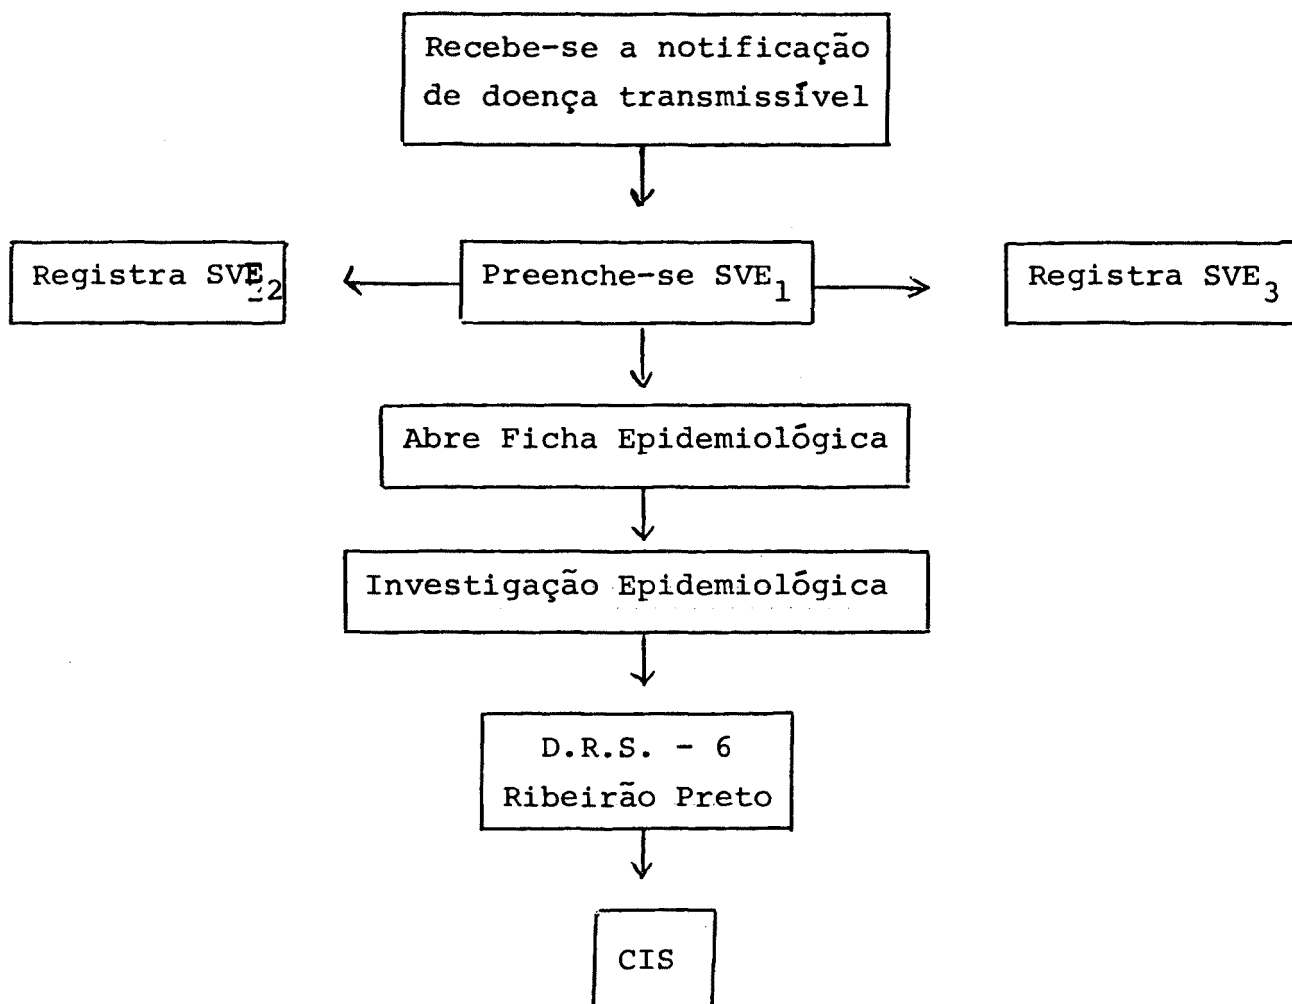 Recebe-se a notificação
de doença transmissível
Registra SVE2
Preenche-se SVE1
Registra SVE3
Abre Ficha Epidemiológica
Investigação Epidemiológica
D.R.S. - 6
Ribeirão Preto
CIS